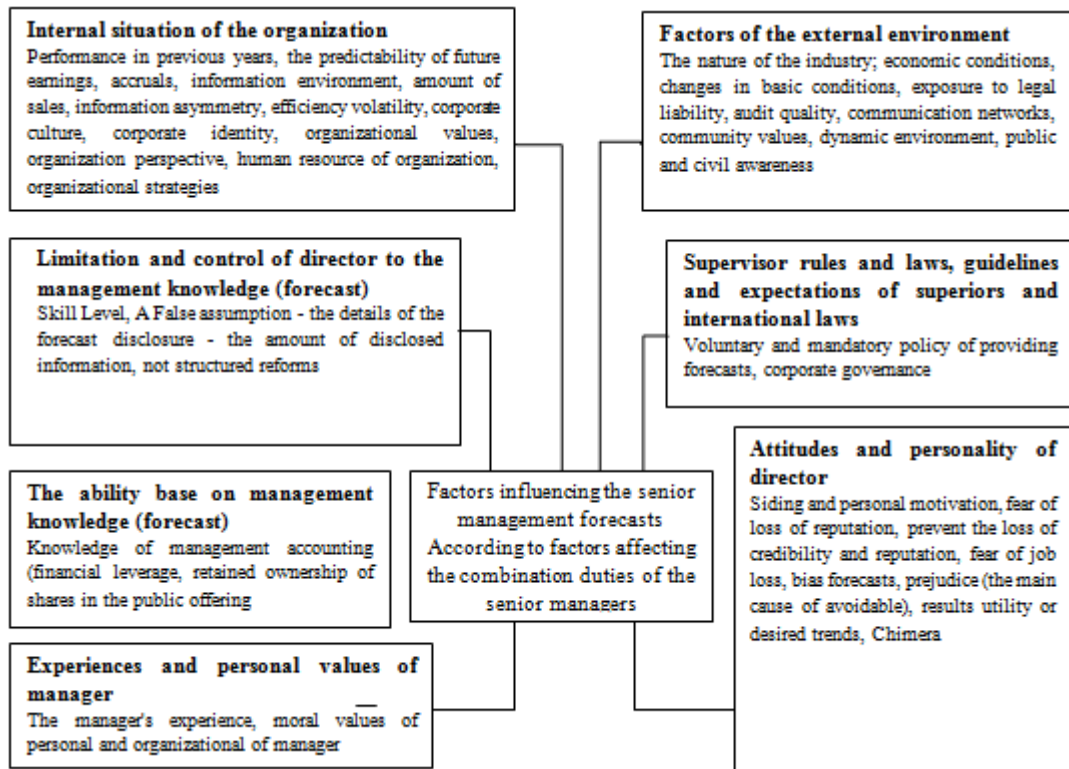 Internal situation of the organization
Performance in previous years, the predictability of future
earnings, accruals, information environment, amount of
sales, information asymmetry, efficiency volatility, corporate
culture, corporate identity, organizational values,
organization perspective, human resource of organization,
organizational strategies
Factors of the external environment
The nature of the industry; economic conditions,
changes in basic conditions, exposure to legal
liability, audit quality, communication networks,
community values, dynamic environment, public
and civil awareness
Limitation and control of director to the
management knowledge (forecast)
Skill Level, A False assumption - the details of the
forecast disclosure - the amount of disclosed
information, not structured reforms
Supervisor rules and laws, guidelines
and expectations of superiors and
international laws
Voluntary and mandatory policy of providing
forecasts, corporate governance
The ability base on management
knowledge (forecast)
Knowledge of management accounting
(financial leverage, retained ownership of
shares in the public offering
Factors influencing the senior
management forecasts
According to factors affecting
the combination duties of the
senior managers
Attitudes and personality of
director
Siding and personal motivation, fear of
loss of reputation, prevent the loss of
credibility and reputation, fear of job
loss, bias forecasts, prejudice (the main
cause of avoidable), results utility or
desired trends, Chimera
Experiences and personal values of
manager
The manager's experience, moral values of
personal and organizational of manager